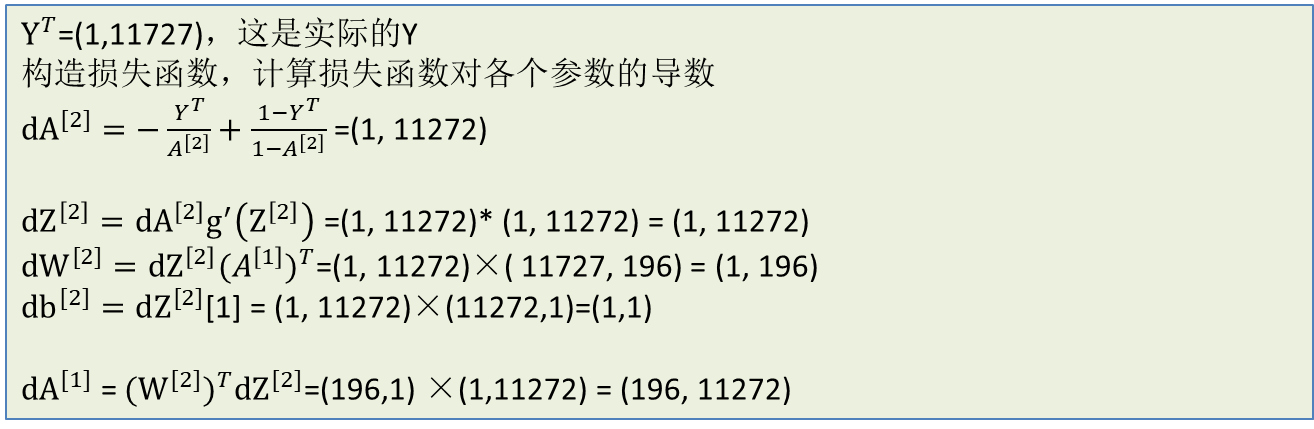 Y^T=(1,11727)，这是实际的Y
构造损失函数，计算损失函数对各个参数的导数
dA^[2] = − Y^T/A^[2] + 1−Y^T/1−A^[2] =(1, 11272)
dZ^[2] = dA^[2]g′(Z^[2]) =(1, 11272)* (1, 11272) = (1, 11272)
dW^[2] = dZ^[2](A^[1])^T=(1, 11272)×( 11727, 196) = (1, 196)
db^[2] = dZ^[2][1] = (1, 11272)×(11272,1)=(1,1)
dA^[1] = (W^[2])^T dZ^[2]=(196,1) ×(1,11272) = (196, 11272)